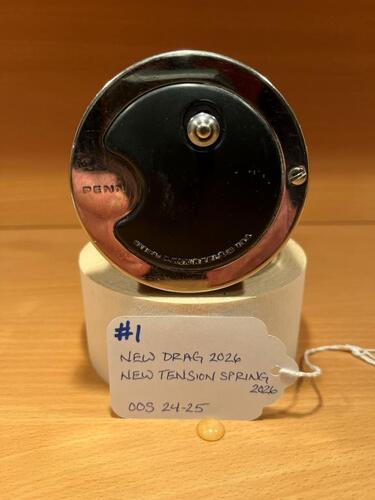 PENN
#1
NEW DRAG 2026
NEW TENSION SPRING
2026
OOS 24-25